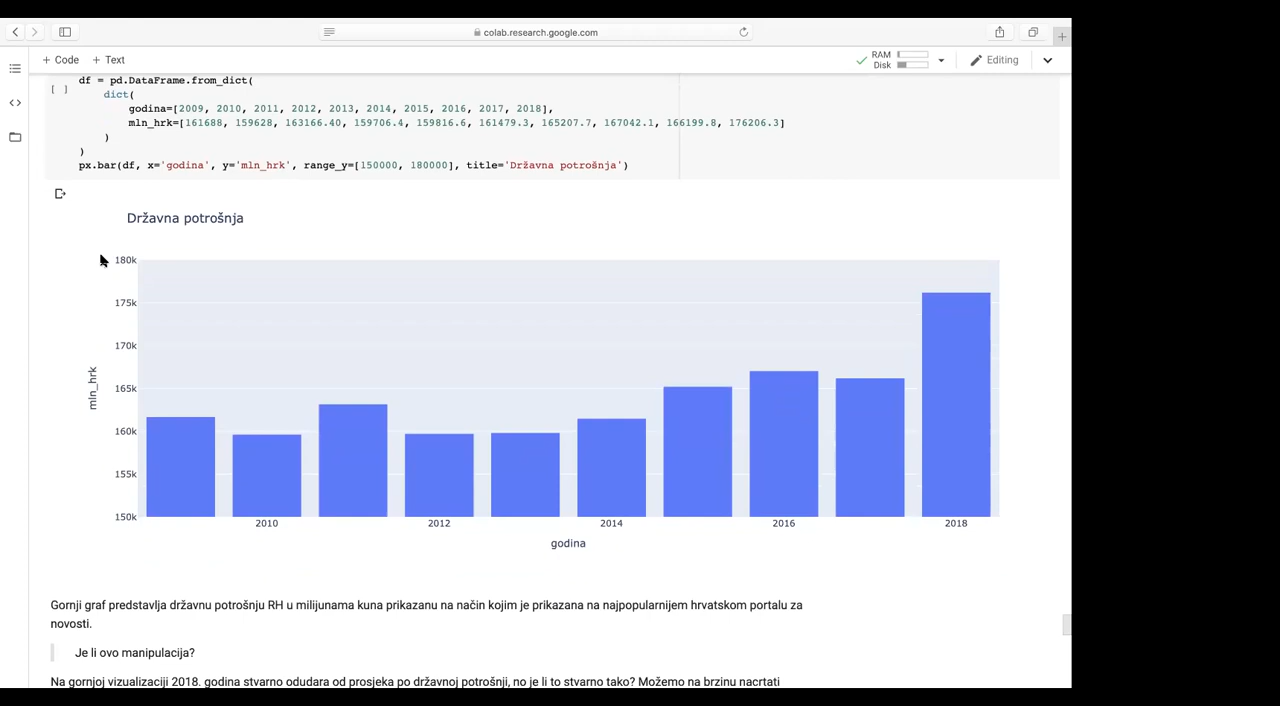 colab.research.google.com
+ Code + Text
RAM
Disk
Editing
df = pd.DataFrame.from_dict(
[ ]
dict(
godina=[2009, 2010, 2011, 2012, 2013, 2014, 2015, 2016, 2017, 2018],
mln_hrk=[161688, 159628, 163166.40, 159706.4, 159816.6, 161479.3, 165207.7, 167042.1, 166199.8, 176206.3]
)
)
px.bar(df, x='godina', y='mln_hrk', range_y=[150000, 180000], title='Državna potrošnja')
Državna potrošnja
180k
175k
170k
165k
160k
155k
150k
mln_hrk
2010 2012 2014 2016 2018
godina
Gornji graf predstavlja državnu potrošnju RH u milijunama kuna prikazanu na način kojim je prikazana na najpopularnijem hrvatskom portalu za
novosti.
Je li ovo manipulacija?
Na gornjoj vizualizaciji 2018. godina stvarno odudara od prosjeka po državnoj potrošnji, no je li to stvarno tako? Možemo na brzinu nacrtati